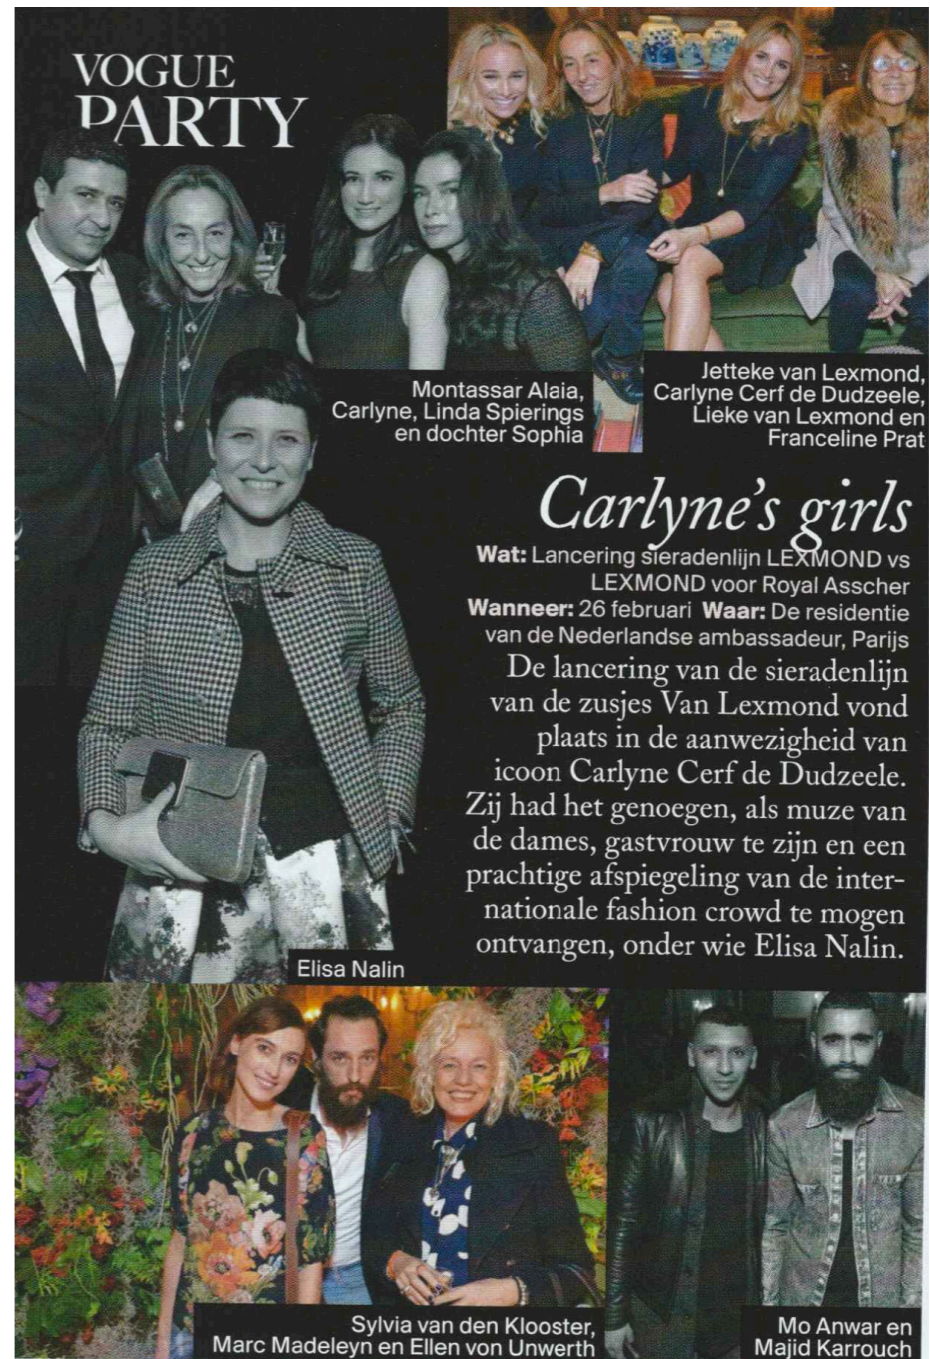 VOGUE
PARTY
Montassar Alaia,
Carlyne, Linda Spierings
en dochter Sophia
Jetteke van Lexmond,
Carlyne Cerf de Dudzeele,
Lieke van Lexmond en
Franceline Prat
Carlyne's girls
Wat: Lancering sieradenlijn LEXMOND vs
LEXMOND voor Royal Asscher
Wanneer: 26 februari Waar: De residentie
van de Nederlandse ambassadeur, Parijs
De lancering van de sieradenlijn
van de zusjes Van Lexmond vond
plaats in de aanwezigheid van
icoon Carlyne Cerf de Dudzeele.
Zij had het genoegen, als muze van
de dames, gastvrouw te zijn en een
prachtige afspiegeling van de inter-
nationale fashion crowd te mogen
ontvangen, onder wie Elisa Nalin.
Elisa Nalin
Sylvia van den Klooster,
Marc Madeleyn en Ellen von Unwerth
Mo Anwar en
Majid Karrouch